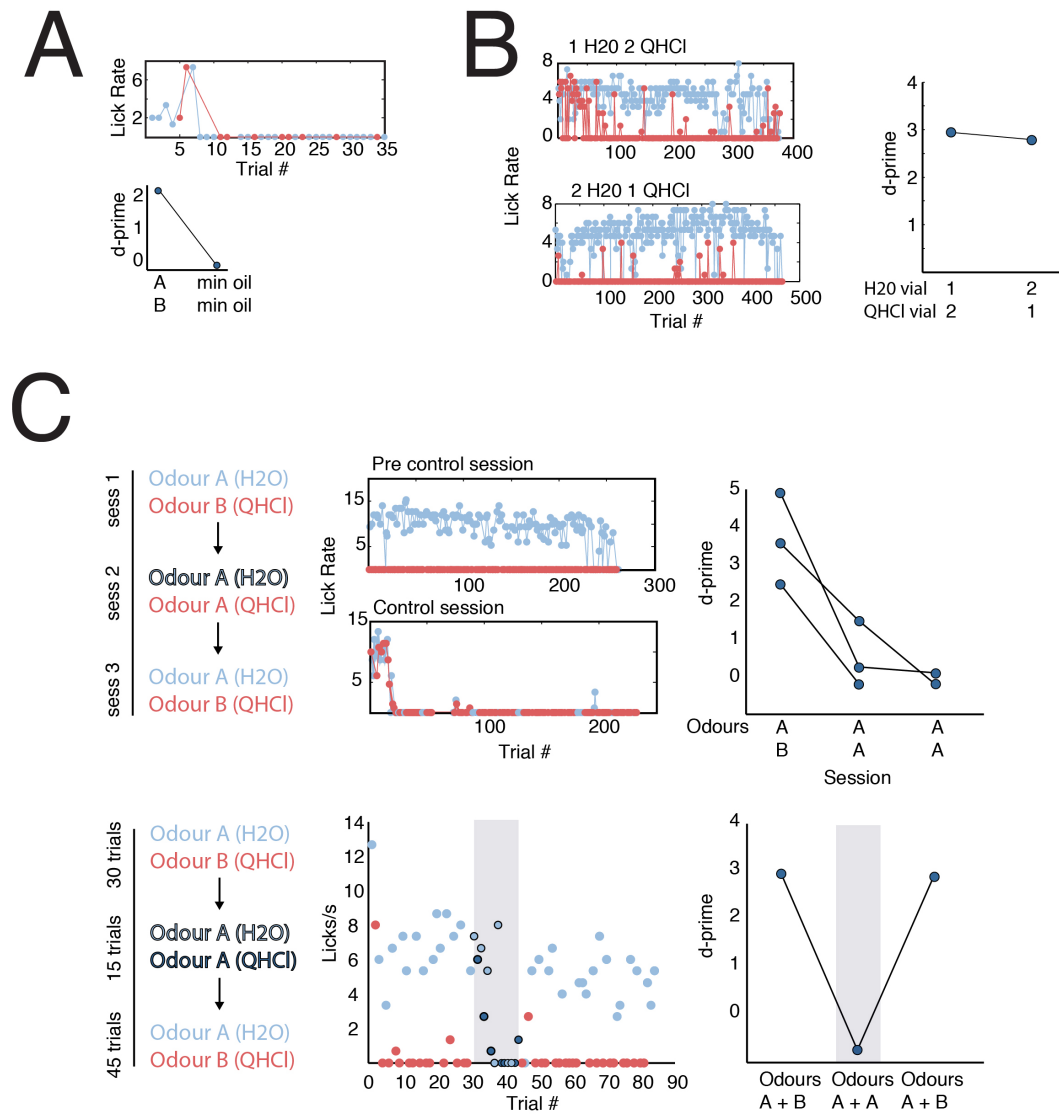 A
Lick Rate
6
2
5 10 15 20 25 30 35
Trial #
d-prime
2
1
0
A min oil
B min oil
B
1 H20 2 QHCl
8
4
0
100 200 300 400
Lick Rate
2 H20 1 QHCl
8
4
0
100 200 300 400 500
Trial #
d-prime
4
3
2
1
H20 vial 1 2
QHCl vial 2 1
C
sess 1
Odour A (H2O)
Odour B (QHCl)
sess 2
Odour A (H2O)
Odour A (QHCl)
sess 3
Odour A (H2O)
Odour B (QHCl)
Pre control session
Lick Rate
15
5
100 200 300
Control session
15
5
100 200
Trial #
d-prime
5
4
3
2
1
0
Odours A A A
B A A
Session
30 trials
Odour A (H2O)
Odour B (QHCl)
15 trials
Odour A (H2O)
Odour A (QHCl)
45 trials
Odour A (H2O)
Odour B (QHCl)
Licks/s
14
12
10
8
6
4
2
0 10 20 30 40 50 60 70 80 90
Trial #
d-prime
4
3
2
1
0
Odours Odours Odours
A + B A + A A + B